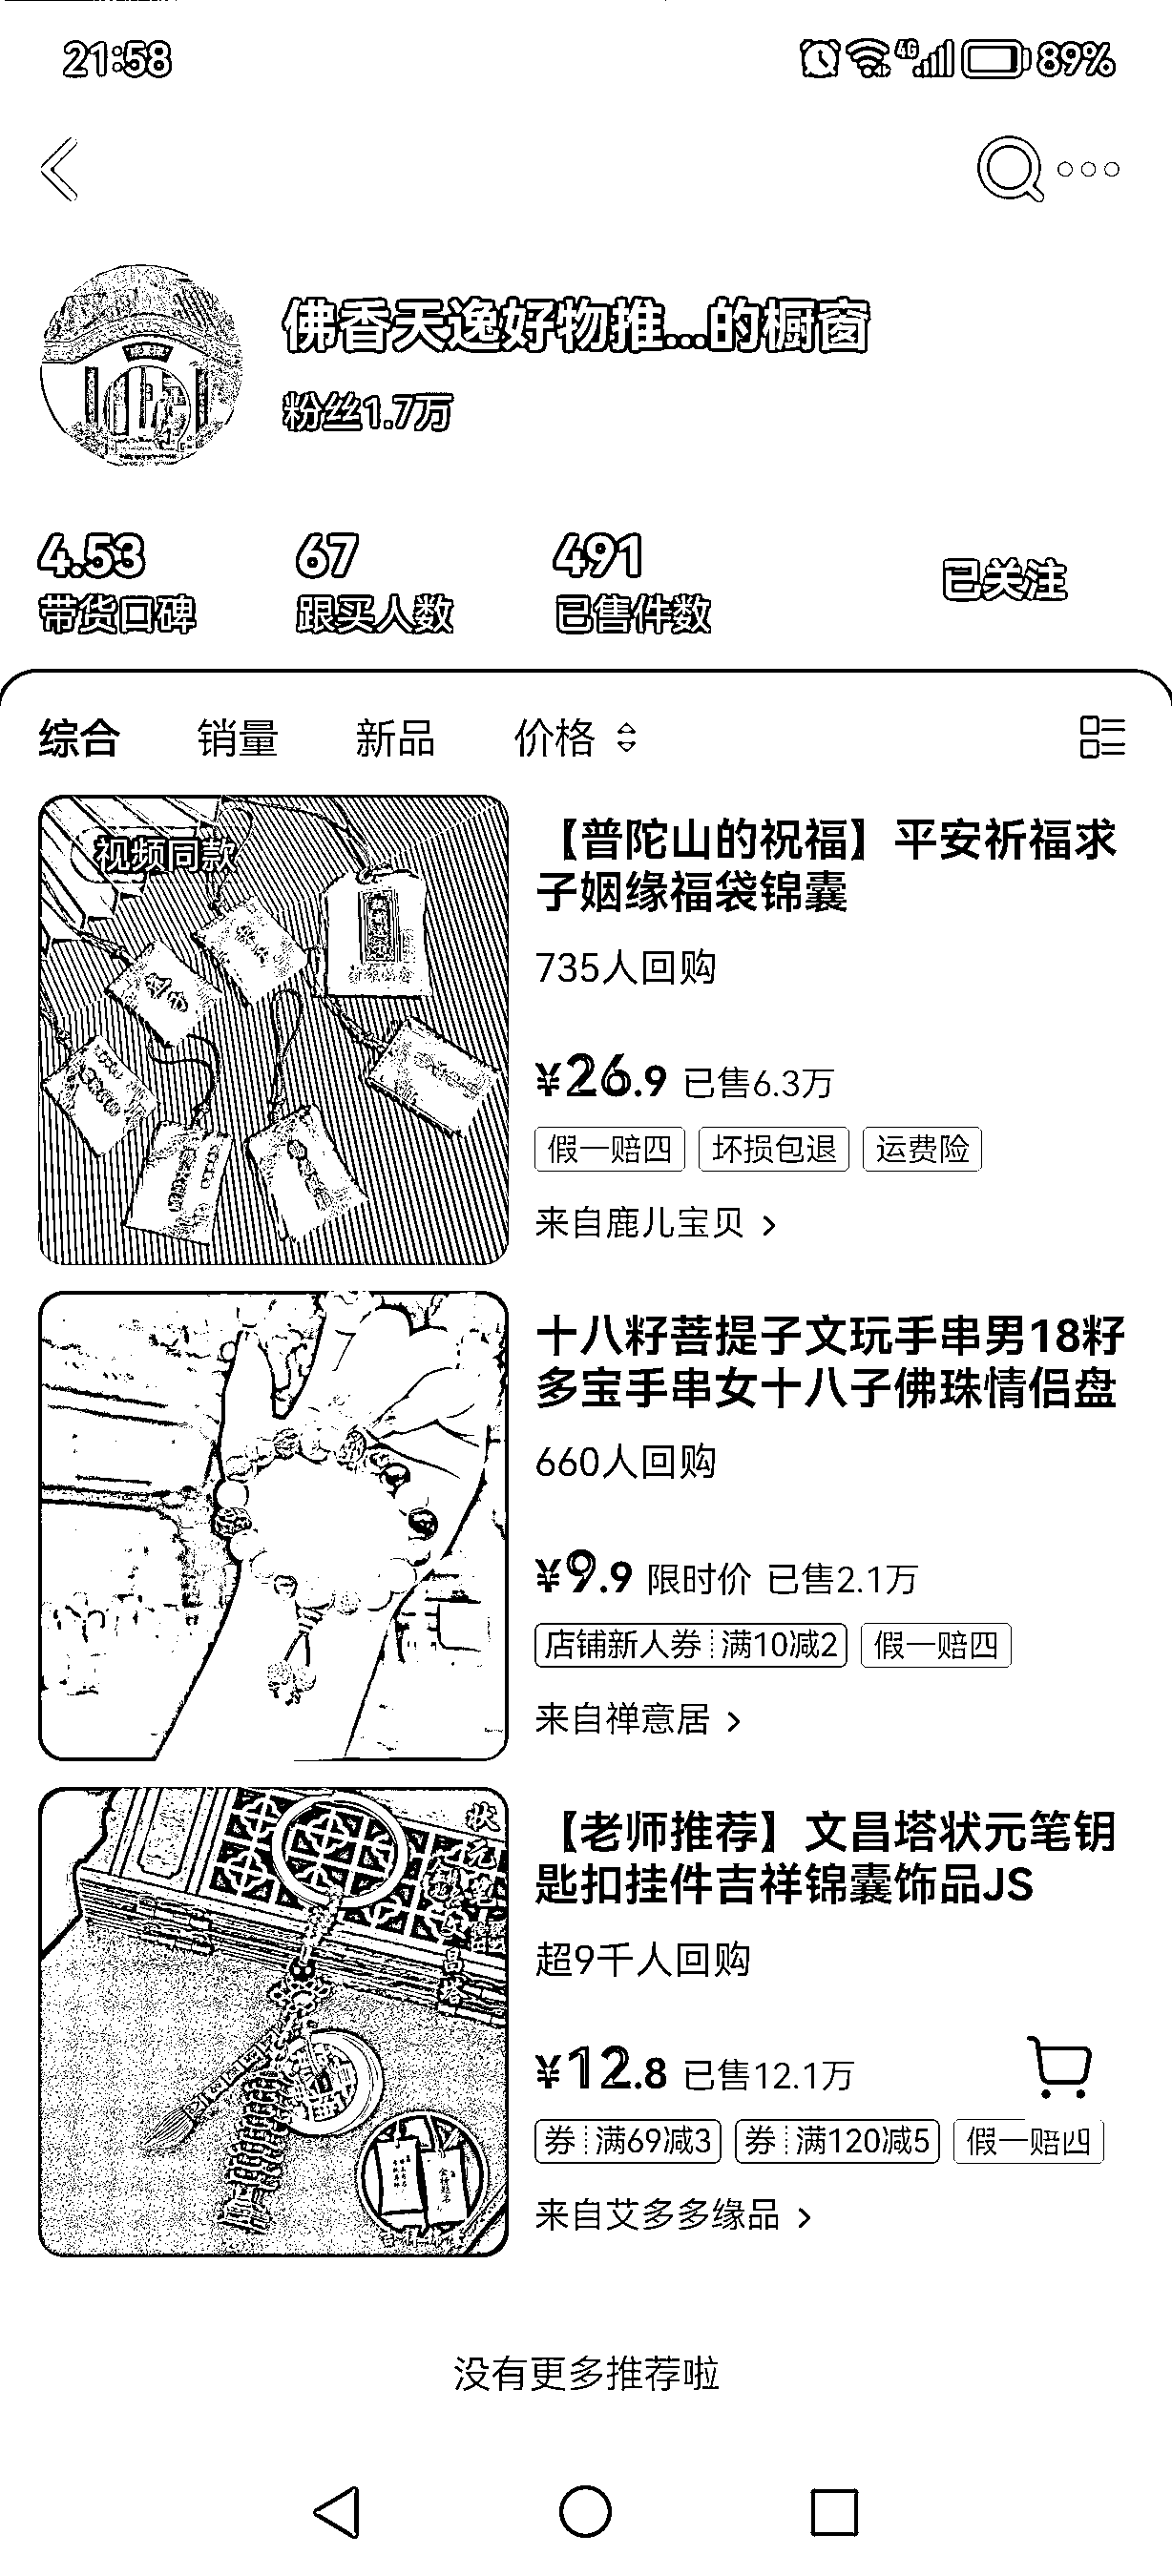 21:58
4G 89%
佛香天逸好物推...的橱窗
粉丝1.7万
4.53 67 491
带货口碑 跟买人数 已售件数
已关注
综合 销量 新品 价格
视频同款
【普陀山的祝福】平安祈福求
子姻缘福袋锦囊
735人回购
¥26.9 已售6.3万
假一赔四 坏损包退 运费险
来自鹿儿宝贝 >
十八籽菩提子文玩手串男18籽
多宝手串女十八子佛珠情侣盘
660人回购
¥9.9 限时价 已售2.1万
店铺新人券 满10减2 假一赔四
来自禅意居 >
状元笔
【老师推荐】文昌塔状元笔钥
匙扣挂件吉祥锦囊饰品JS
超9千人回购
¥12.8 已售12.1万
券 满69减3 券 满120减5 假一赔四
来自艾多多缘品 >
没有更多推荐啦